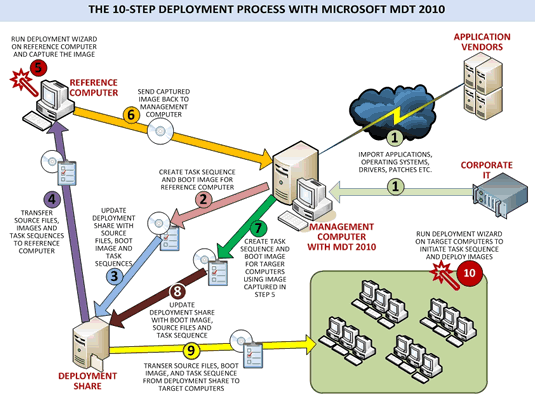 THE 10-STEP DEPLOYMENT PROCESS WITH MICROSOFT MDT 2010
RUN DEPLOYMENT WIZARD
ON REFERENCE COMPUTER
AND CAPTURE THE IMAGE
5
REFERENCE
COMPUTER
6
SEND CAPTURED
IMAGE BACK TO
MANAGEMENT
COMPUTER
APPLICATION
VENDORS
1
IMPORT APPLICATIONS,
OPERATING SYSTEMS,
DRIVERS, PATCHES ETC.
CORPORATE
IT
1
CREATE TASK SEQUENCE
AND BOOT IMAGE FOR
REFERENCE COMPUTER
2
MANAGEMENT
COMPUTER
WITH MDT 2010
4
TRANSFER
SOURCE FILES,
IMAGES AND
TASK SEQUENCES
TO REFERENCE
COMPUTER
UPDATE
DEPLOYMENT
SHARE WITH
SOURCE
FILES, BOOT
IMAGE AND
TASK
SEQUENCES
3
7
CREATE TASK
SEQUENCE AND
BOOT IMAGE
FOR TARGER
COMPUTERS
USING IMAGE
CAPTURED IN
STEP 5
RUN DEPLOYMENT WIZARD
ON TARGET COMPUTERS TO
INITIATE TASK SEQUENCE
AND DEPLOY IMAGES
10
8
UPDATE
DEPLOYMENT SHARE
WITH BOOT IMAGE,
SOURCE FILES AND
TASK SEQUENCE
9
DEPLOYMENT
SHARE
TRANSER SOURCE FILES, BOOT
IMAGE, AND TASK SEQUENCE
FROM DEPLOYMENT SHARE TO
TARGET COMPUTERS